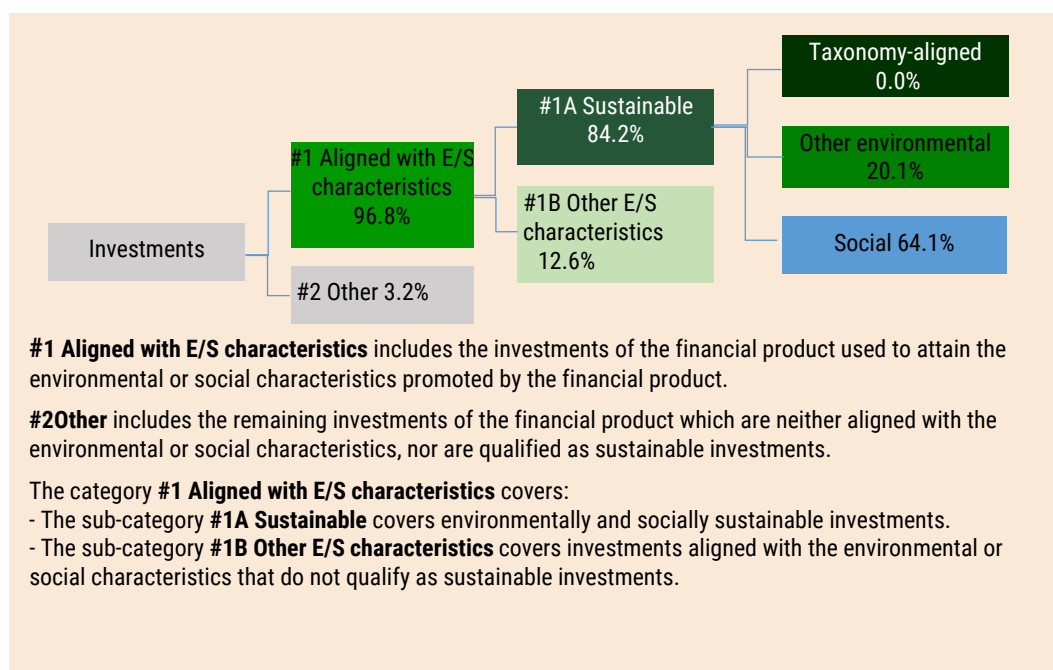 Taxonomy-aligned
0.0%
#1A Sustainable
84.2%
Other environmental
20.1%
#1 Aligned with E/S
characteristics
96.8%
#1B Other E/S
characteristics
12.6%
Social 64.1%
Investments
#2 Other 3.2%
#1 Aligned with E/S characteristics includes the investments of the financial product used to attain the
environmental or social characteristics promoted by the financial product.
#2Other includes the remaining investments of the financial product which are neither aligned with the
environmental or social characteristics, nor are qualified as sustainable investments.
The category #1 Aligned with E/S characteristics covers:
- The sub-category #1A Sustainable covers environmentally and socially sustainable investments.
- The sub-category #1B Other E/S characteristics covers investments aligned with the environmental or
social characteristics that do not qualify as sustainable investments.